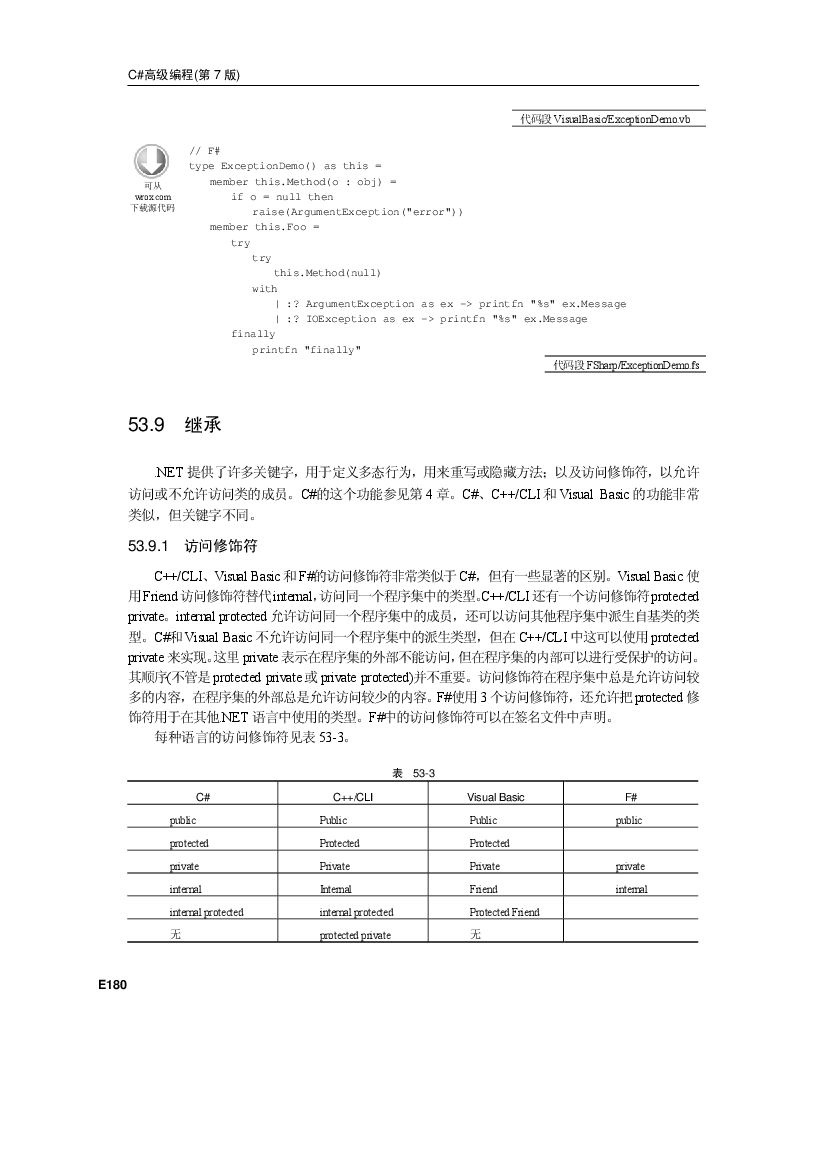 C#高级编程(第 7 版)
代码段 VisualBasic/ExceptionDemo.vb
可从
wrox.com
下载源代码
// F#
type ExceptionDemo() as this =
member this.Method(o : obj) =
if o = null then
raise(ArgumentException("error"))
member this.Foo =
try
try
this.Method(null)
with
| :? ArgumentException as ex -> printfn "%s" ex.Message
| :? IOException as ex -> printfn "%s" ex.Message
finally
printfn "finally"
代码段 FSharp/ExceptionDemo.fs
53.9 继承
.NET 提供了许多关键字，用于定义多态行为，用来重写或隐藏方法；以及访问修饰符，以允许
访问或不允许访问类的成员。C#的这个功能参见第 4 章。C#、C++/CLI 和 Visual Basic 的功能非常
类似，但关键字不同。
53.9.1 访问修饰符
C++/CLI、Visual Basic 和 F#的访问修饰符非常类似于 C#，但有一些显著的区别。Visual Basic 使
用 Friend 访问修饰符替代 internal，访问同一个程序集中的类型。C++/CLI 还有一个访问修饰符 protected
private。internal protected 允许访问同一个程序集中的成员，还可以访问其他程序集中派生自基类的类
型。C#和 Visual Basic 不允许访问同一个程序集中的派生类型，但在 C++/CLI 中这可以使用 protected
private 来实现。这里 private 表示在程序集的外部不能访问，但在程序集的内部可以进行受保护的访问。
其顺序(不管是 protected private 或 private protected)并不重要。访问修饰符在程序集中总是允许访问较
多的内容，在程序集的外部总是允许访问较少的内容。F#使用 3 个访问修饰符，还允许把 protected 修
饰符用于在其他.NET 语言中使用的类型。F#中的访问修饰符可以在签名文件中声明。
每种语言的访问修饰符见表 53-3。
表 53-3
C# C++/CLI Visual Basic F#
public Public Public public
protected Protected Protected
private Private Private private
internal Internal Friend internal
internal protected internal protected Protected Friend
无 protected private 无
E180